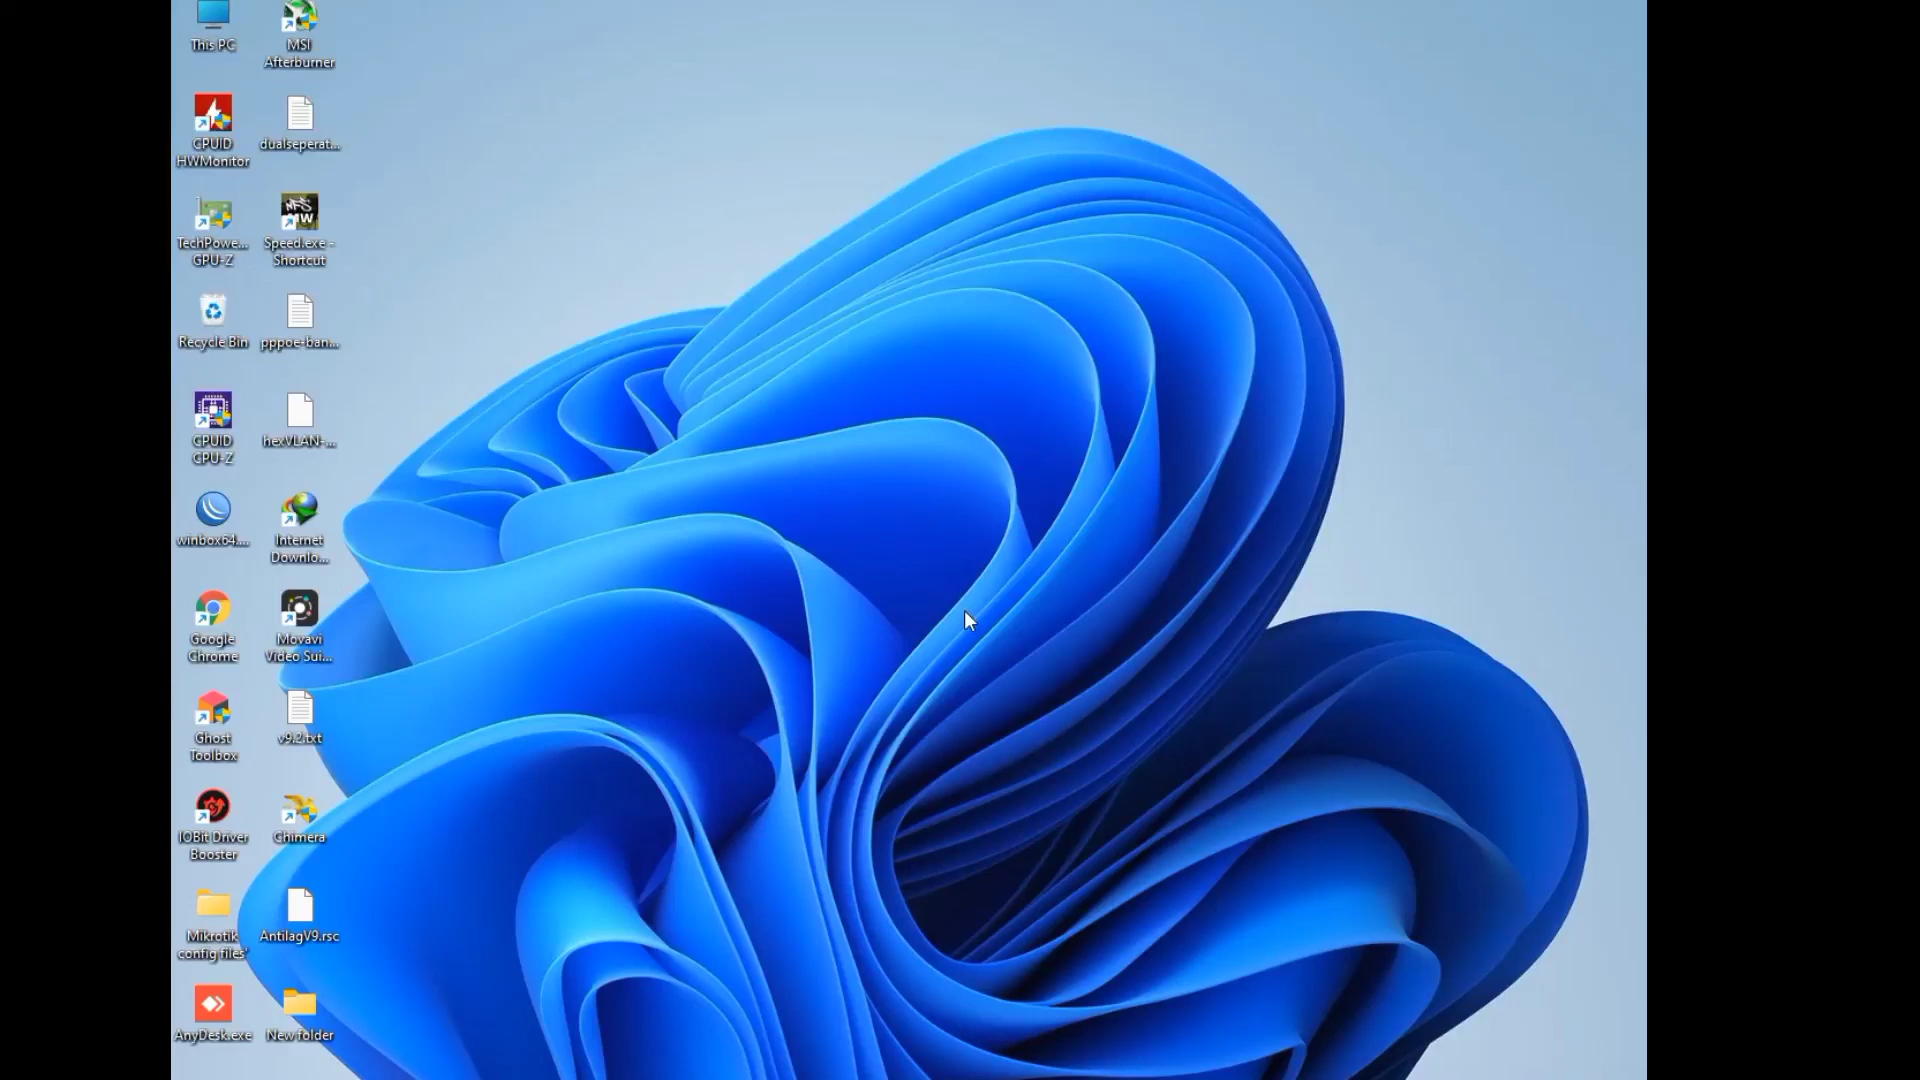 This PC
MSI
Afterburner
CPUID
HWMonitor
dualseperat...
TechPowe...
GPU-Z
Speed.exe -
Shortcut
Recycle Bin
pppoe-ban...
CPUID
CPU-Z
hexVLAN-...
winbox64....
Internet
Downlo...
Google
Chrome
Movavi
Video Sui...
Ghost
Toolbox
v9.2.txt
IOBit Driver
Booster
Chimera
Mikrotik
config files'
AntilagV9.rsc
AnyDesk.exe
New folder